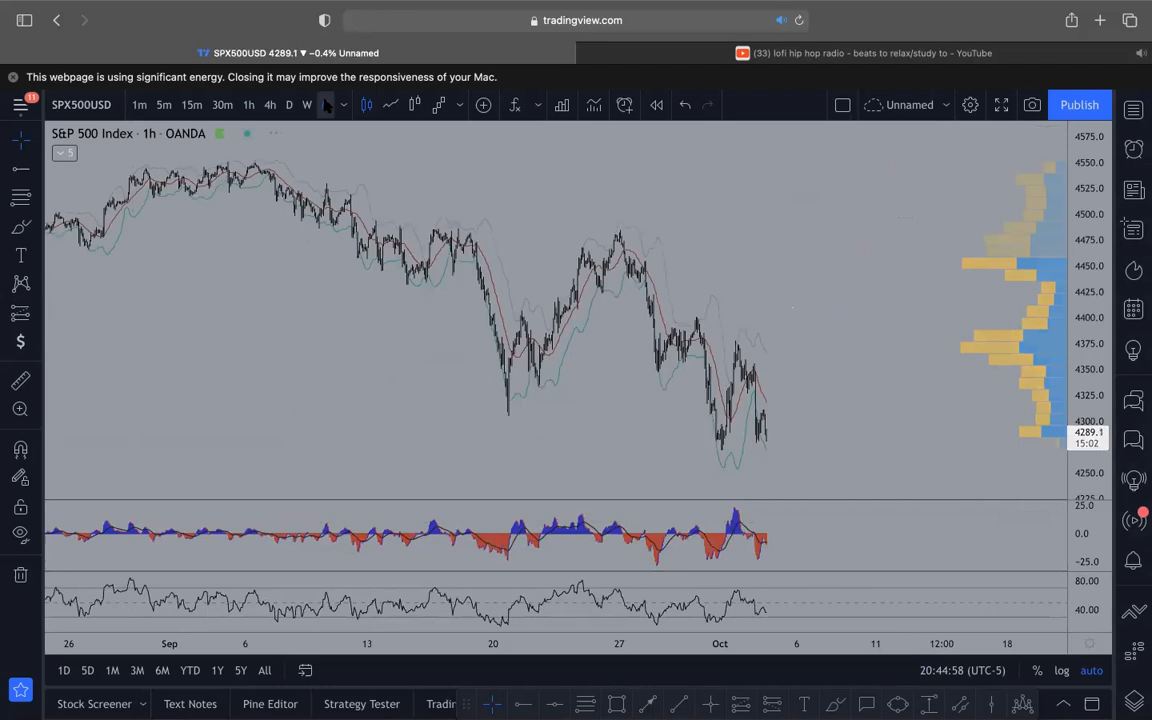 tradingview.com
SPX500USD 4289.1 ▼ −0.4% Unnamed
(33) lofi hip hop radio - beats to relax/study to - YouTube
This webpage is using significant energy. Closing it may improve the responsiveness of your Mac.
11
SPX500USD 1m 5m 15m 30m 1h 4h D W Unnamed Publish
S&P 500 Index · 1h · OANDA
5
4575.0
4550.0
4525.0
4500.0
4475.0
4450.0
4425.0
4400.0
4375.0
4350.0
4325.0
4300.0
4289.1
15:02
4250.0
4225.0
25.0
0.0
−25.0
80.00
40.00
26 Sep 6 13 20 27 Oct 6 11 12:00 18
1D 5D 1M 3M 6M YTD 1Y 5Y All 20:44:58 (UTC-5) % log auto
Stock Screener Text Notes Pine Editor Strategy Tester Tradin